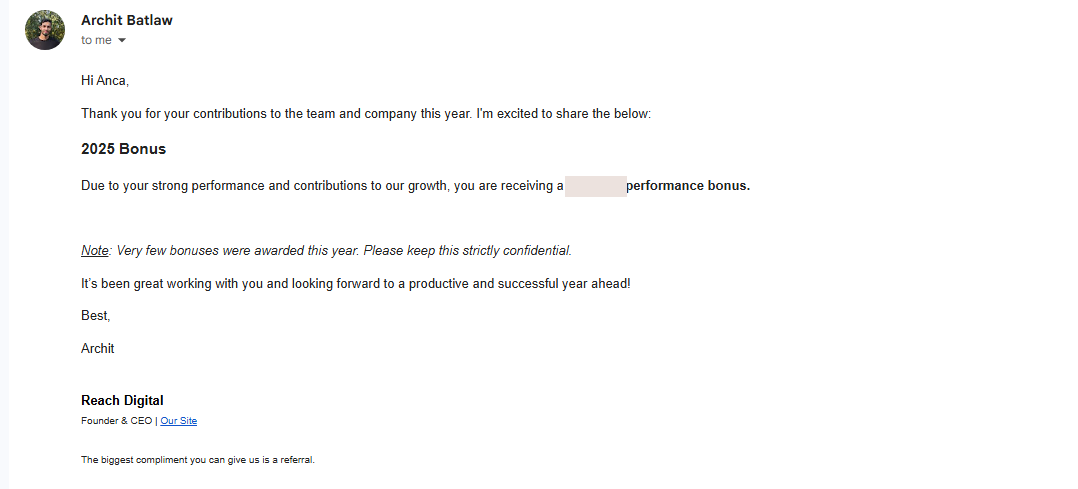 Archit Batlaw
to me
Hi Anca,
Thank you for your contributions to the team and company this year. I'm excited to share the below:
2025 Bonus
Due to your strong performance and contributions to our growth, you are receiving a performance bonus.
Note: Very few bonuses were awarded this year. Please keep this strictly confidential.
It's been great working with you and looking forward to a productive and successful year ahead!
Best,
Archit
Reach Digital
Founder & CEO | Our Site
The biggest compliment you can give us is a referral.